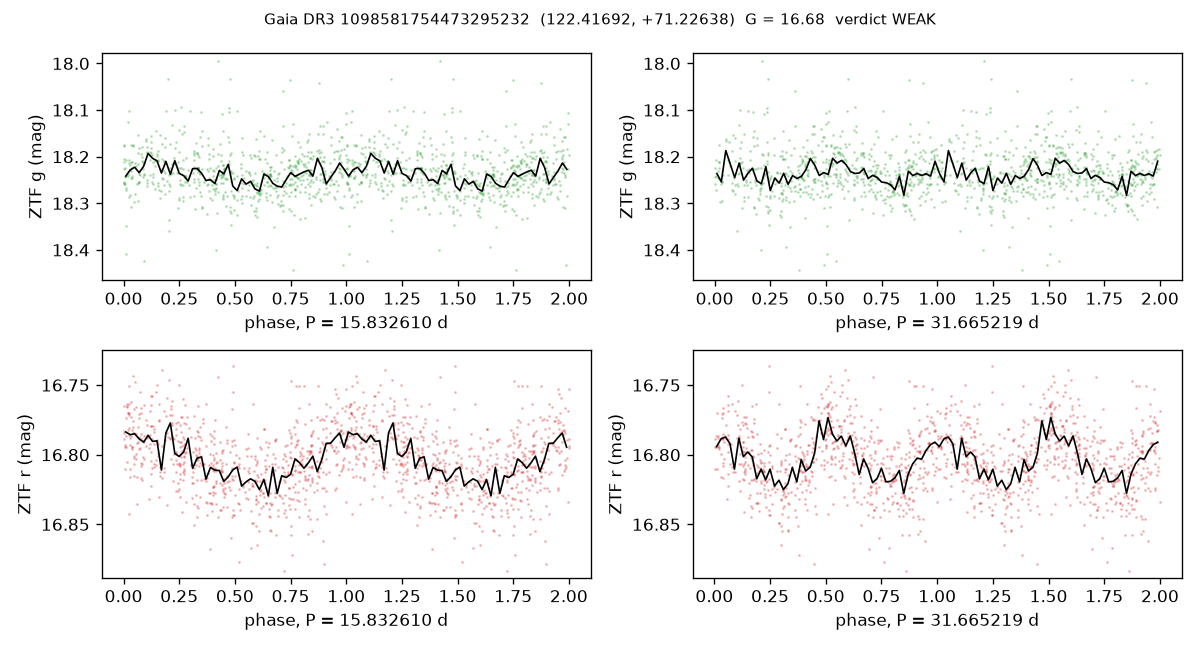 Gaia DR3 1098581754473295232  (122.41692, +71.22638)  G = 16.68  verdict WEAK
18.0
18.1
18.2
18.3
18.4
ZTF g (mag)
0.00 0.25 0.50 0.75 1.00 1.25 1.50 1.75 2.00
phase, P = 15.832610 d
18.0
18.1
18.2
18.3
18.4
ZTF g (mag)
0.00 0.25 0.50 0.75 1.00 1.25 1.50 1.75 2.00
phase, P = 31.665219 d
16.75
16.80
16.85
ZTF r (mag)
0.00 0.25 0.50 0.75 1.00 1.25 1.50 1.75 2.00
phase, P = 15.832610 d
16.75
16.80
16.85
ZTF r (mag)
0.00 0.25 0.50 0.75 1.00 1.25 1.50 1.75 2.00
phase, P = 31.665219 d